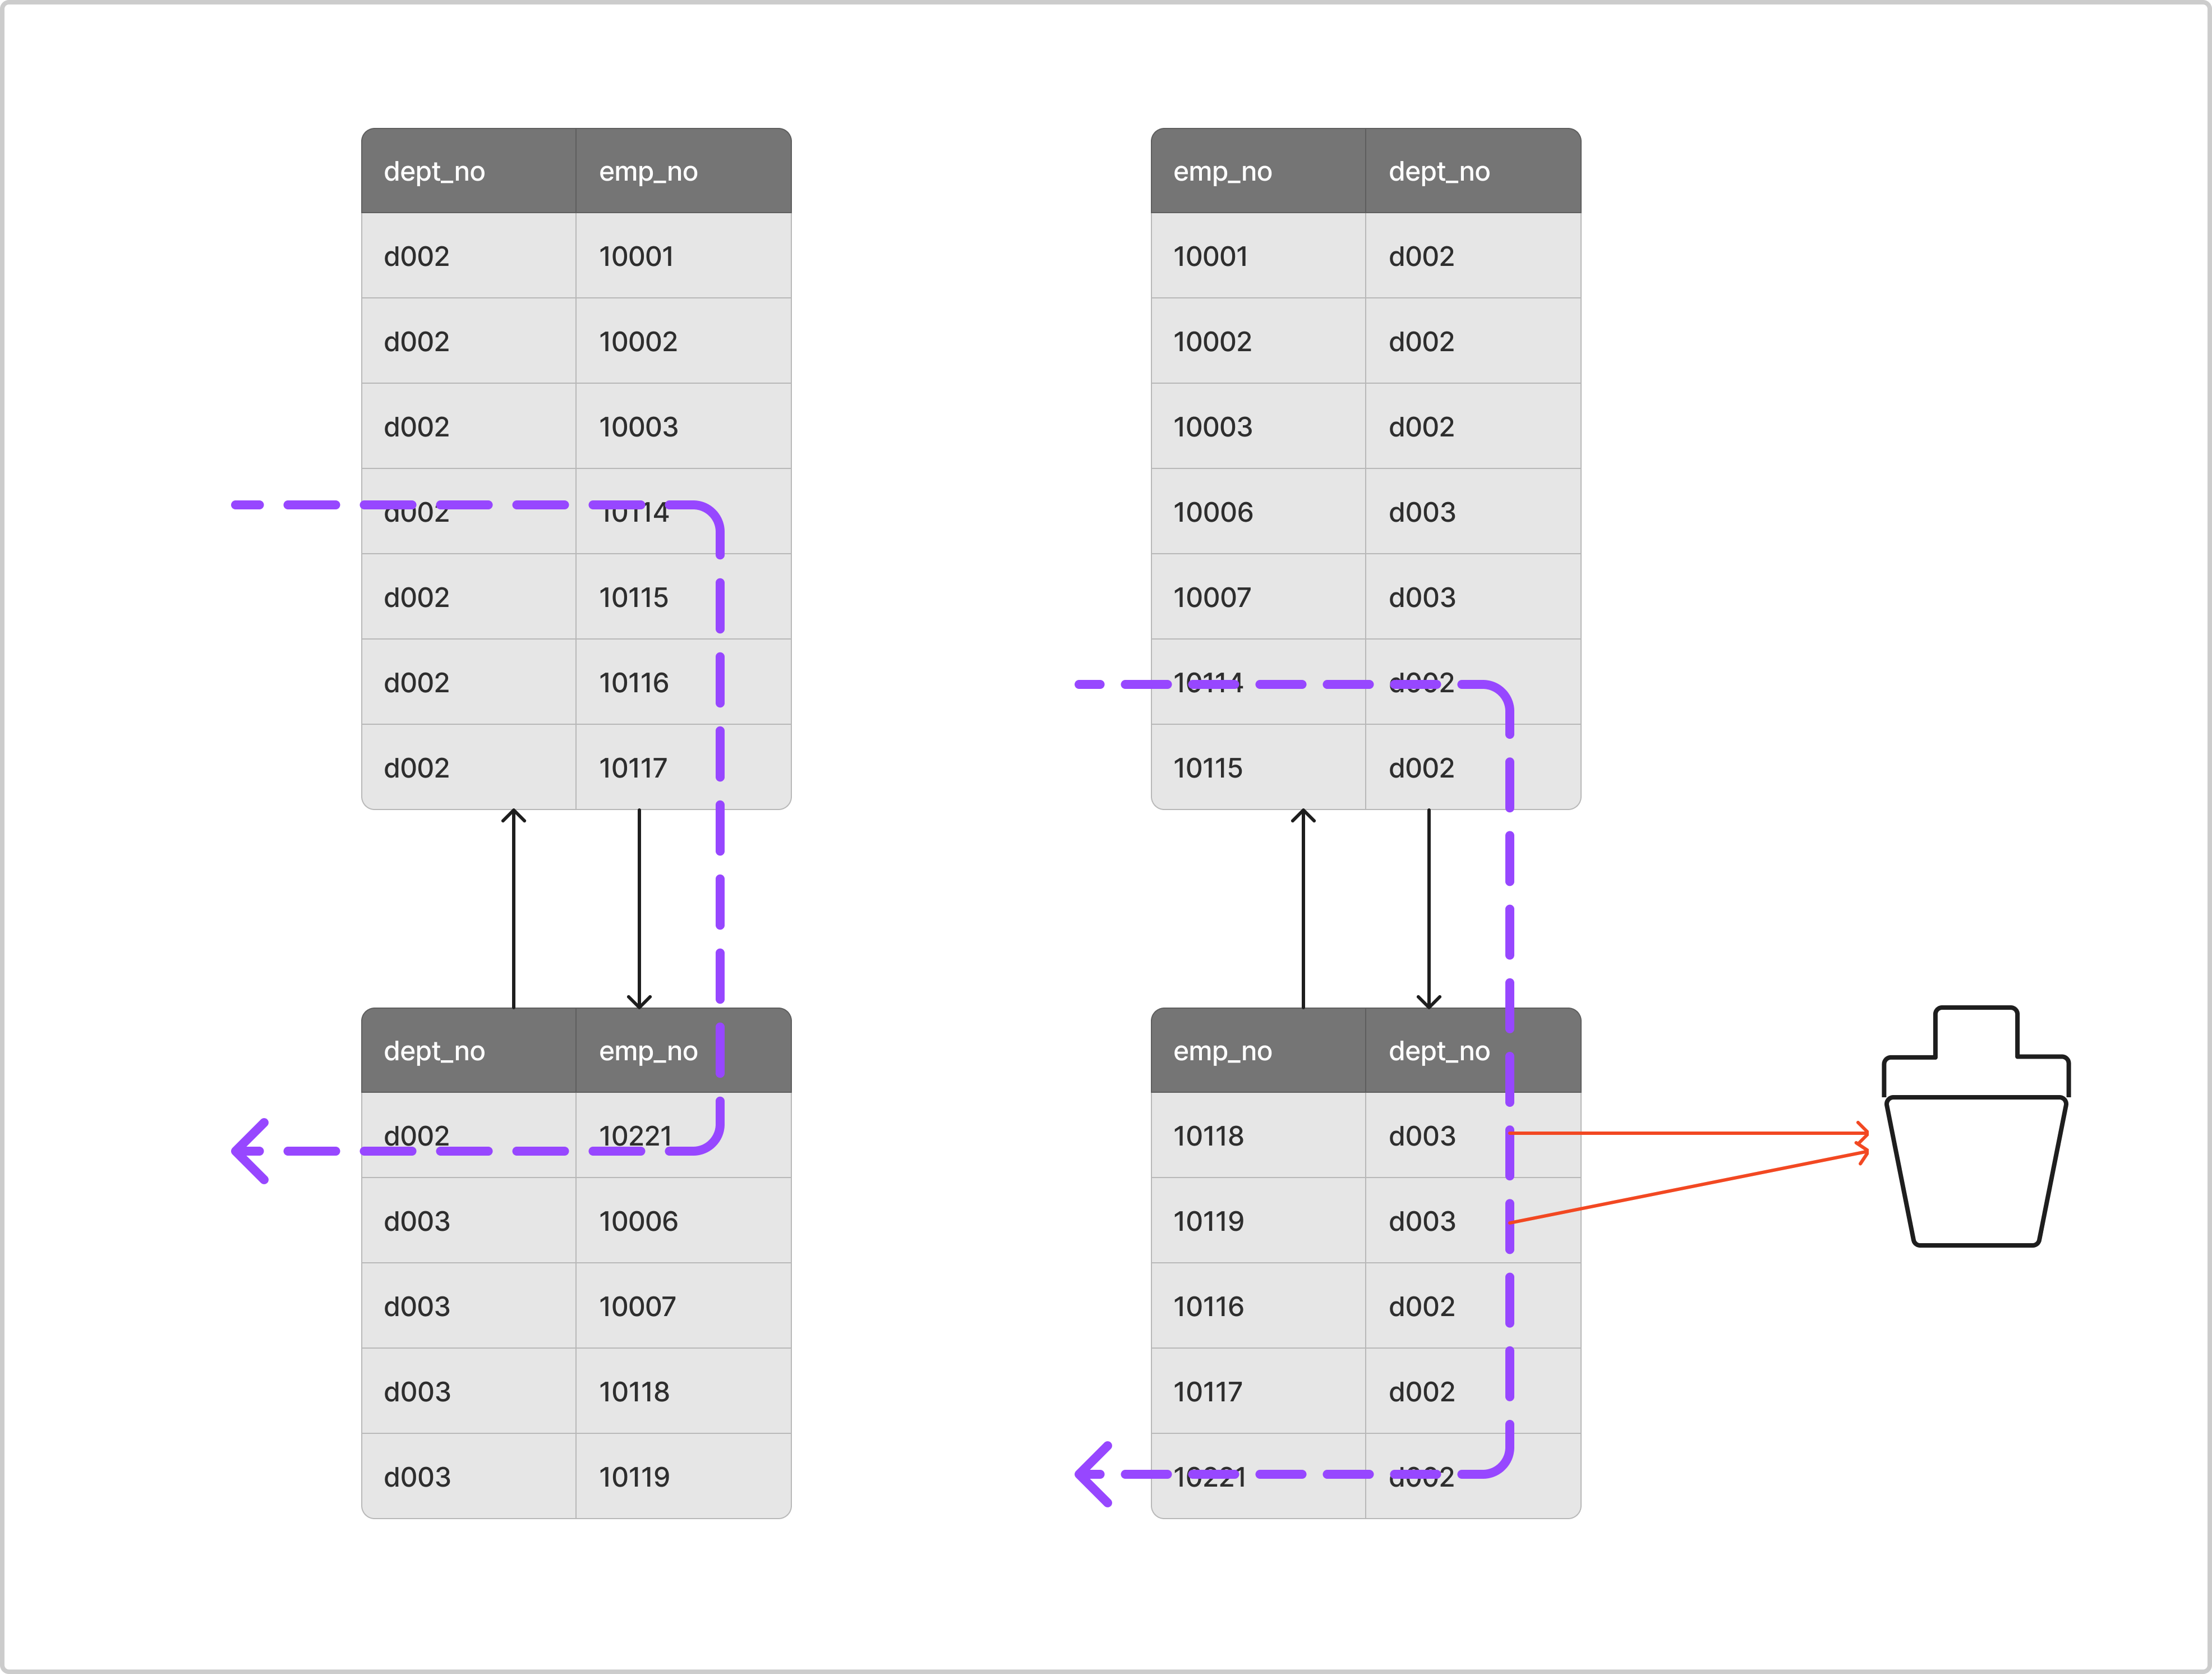 dept_no emp_no
d002 10001
d002 10002
d002 10003
d002 10114
d002 10115
d002 10116
d002 10117
dept_no emp_no
d002 10221
d003 10006
d003 10007
d003 10118
d003 10119
emp_no dept_no
10001 d002
10002 d002
10003 d002
10006 d003
10007 d003
10114 d002
10115 d002
emp_no dept_no
10118 d003
10119 d003
10116 d002
10117 d002
10221 d002